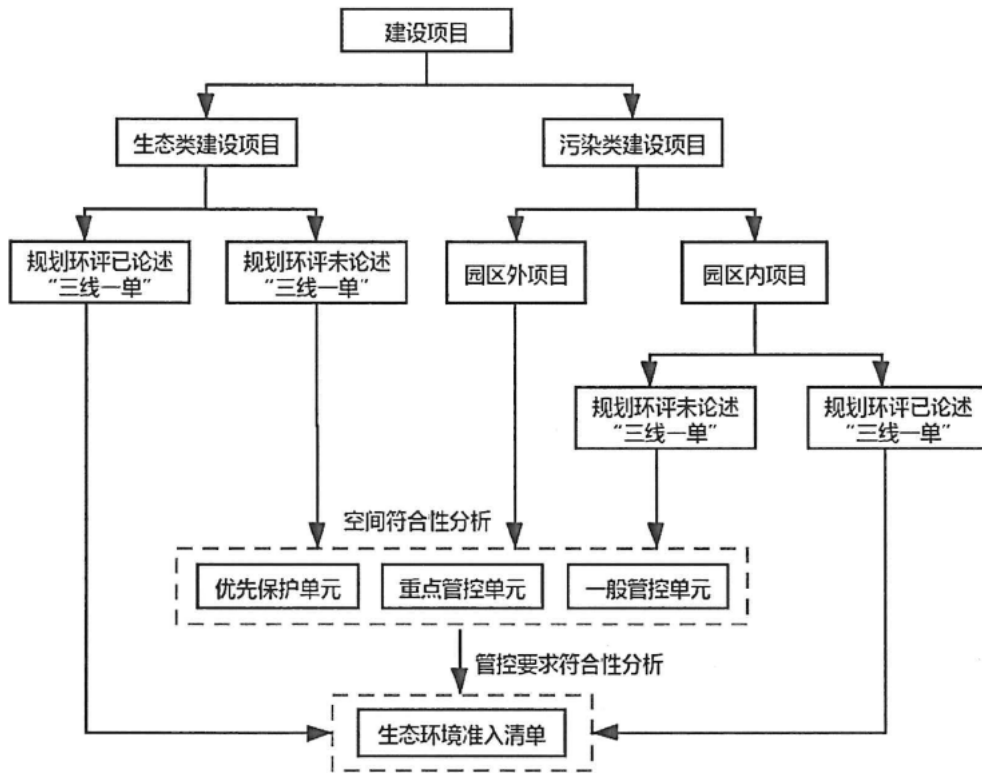 建设项目
生态类建设项目
污染类建设项目
规划环评已论述
“三线一单”
规划环评未论述
“三线一单”
园区外项目
园区内项目
规划环评未论述
“三线一单”
规划环评已论述
“三线一单”
空间符合性分析
优先保护单元
重点管控单元
一般管控单元
管控要求符合性分析
生态环境准入清单